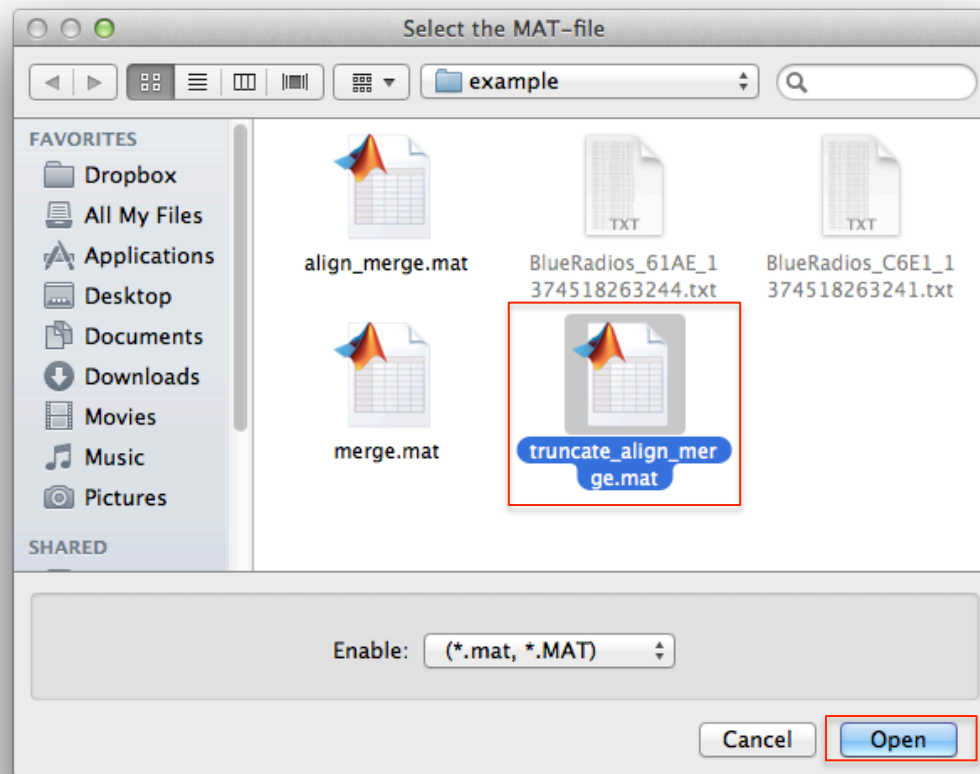 Select the MAT-file
example
FAVORITES
Dropbox
All My Files
Applications
Desktop
Documents
Downloads
Movies
Music
Pictures
SHARED
TXT
TXT
align_merge.mat
BlueRadios_61AE_1
374518263244.txt
BlueRadios_C6E1_1
374518263241.txt
merge.mat
truncate_align_mer
ge.mat
Enable:
(*.mat, *.MAT)
Cancel
Open